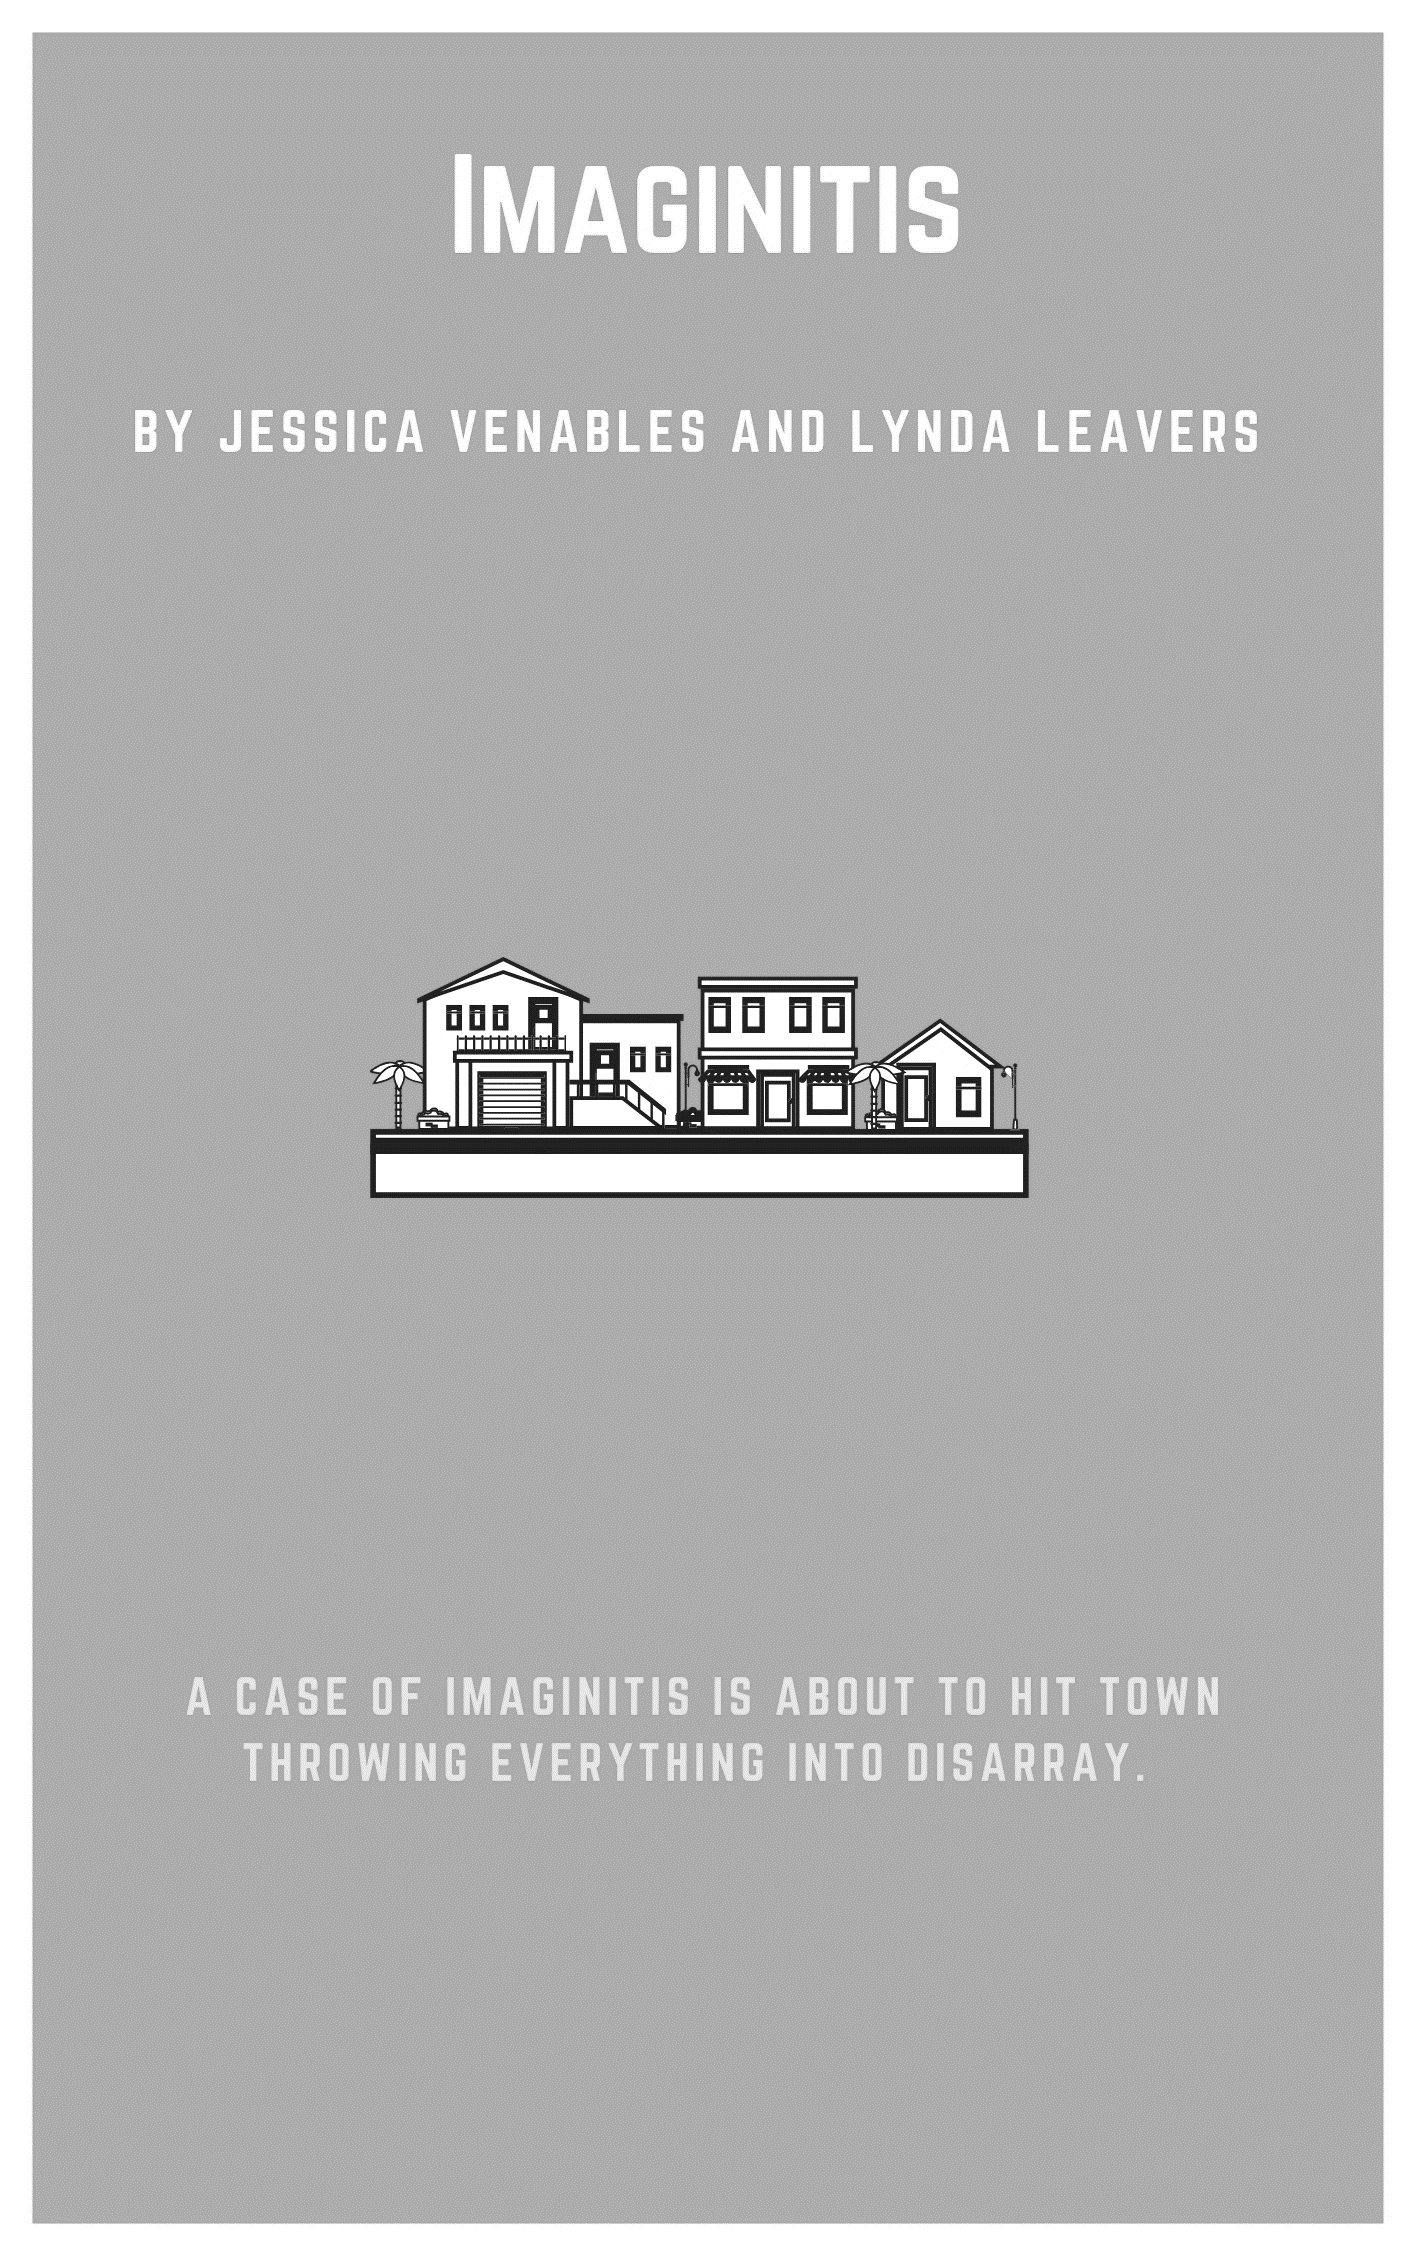 Imaginitis
BY JESSICA VENABLES AND LYNDA LEAVERS
A CASE OF IMAGINITIS IS ABOUT TO HIT TOWN
THROWING EVERYTHING INTO DISARRAY.